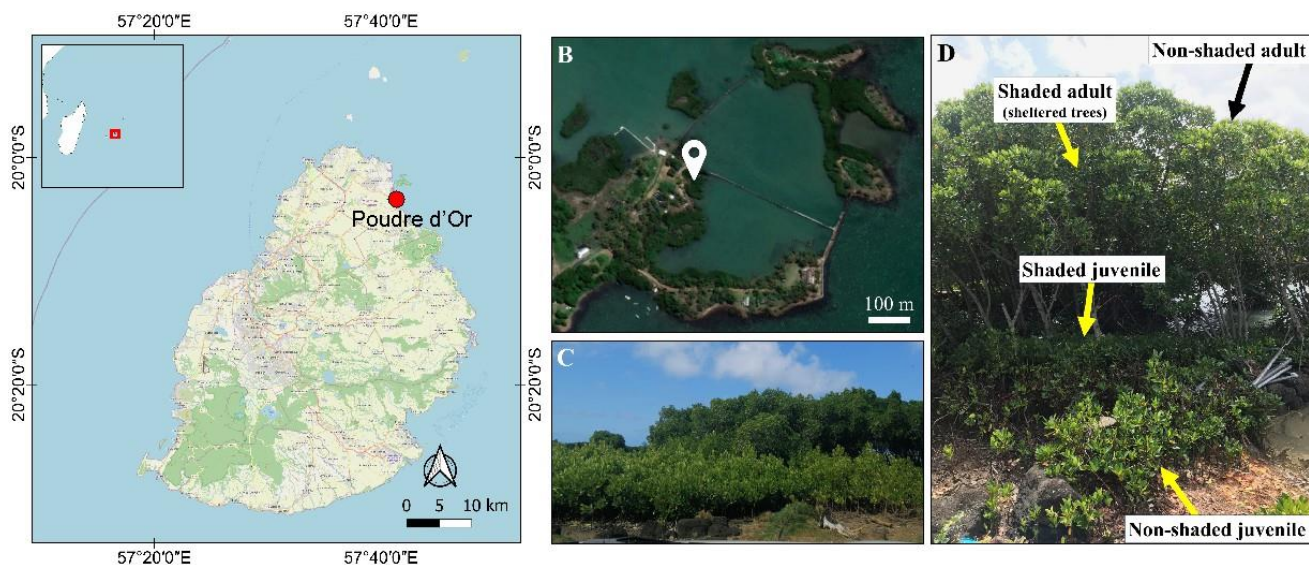 57°20'0"E 57°40'0"E
20°0'0"S
20°20'0"S
Poudre d'Or
0 5 10 km
57°20'0"E 57°40'0"E
20°0'0"S
20°20'0"S
B
100 m
C
D
Non-shaded adult
Shaded adult
(sheltered trees)
Shaded juvenile
Non-shaded juvenile